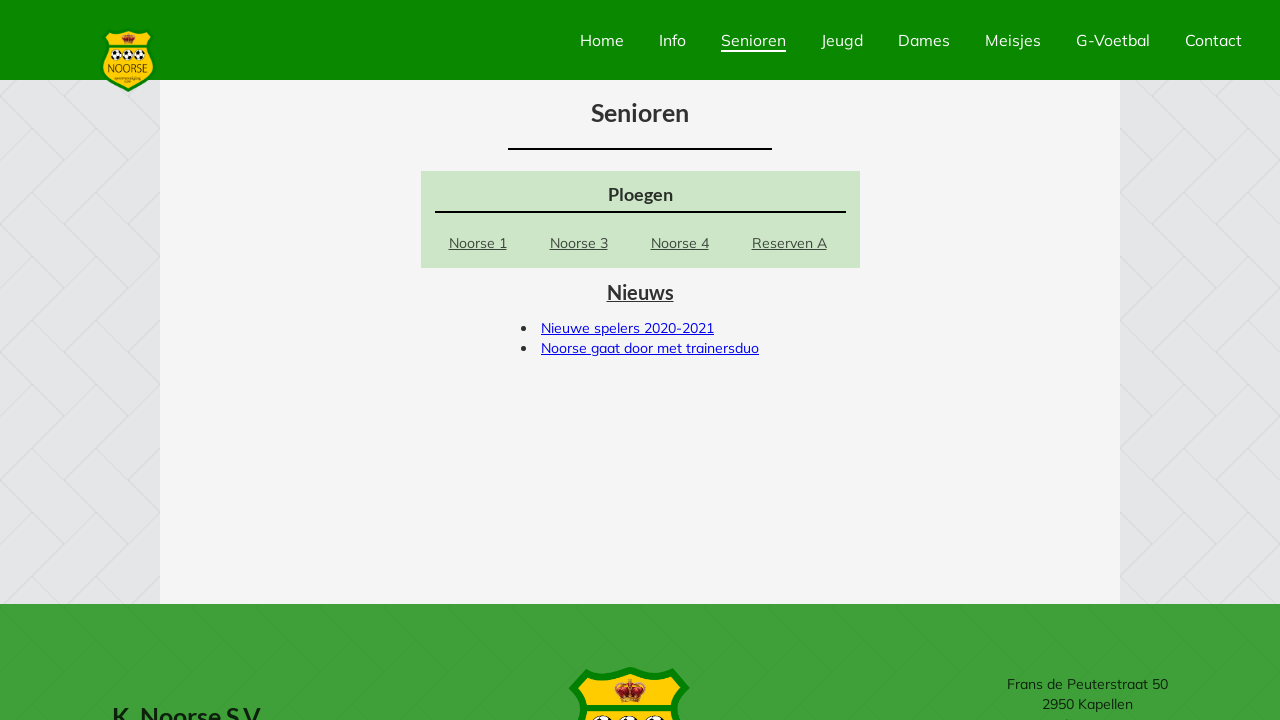 NOORSE
Home Info Senioren Jeugd Dames Meisjes G-Voetbal Contact
Senioren
Ploegen
Noorse 1 Noorse 3 Noorse 4 Reserven A
Nieuws
Nieuwe spelers 2020-2021
Noorse gaat door met trainersduo
K. Noorse S.V.
Frans de Peuterstraat 50
2950 Kapellen